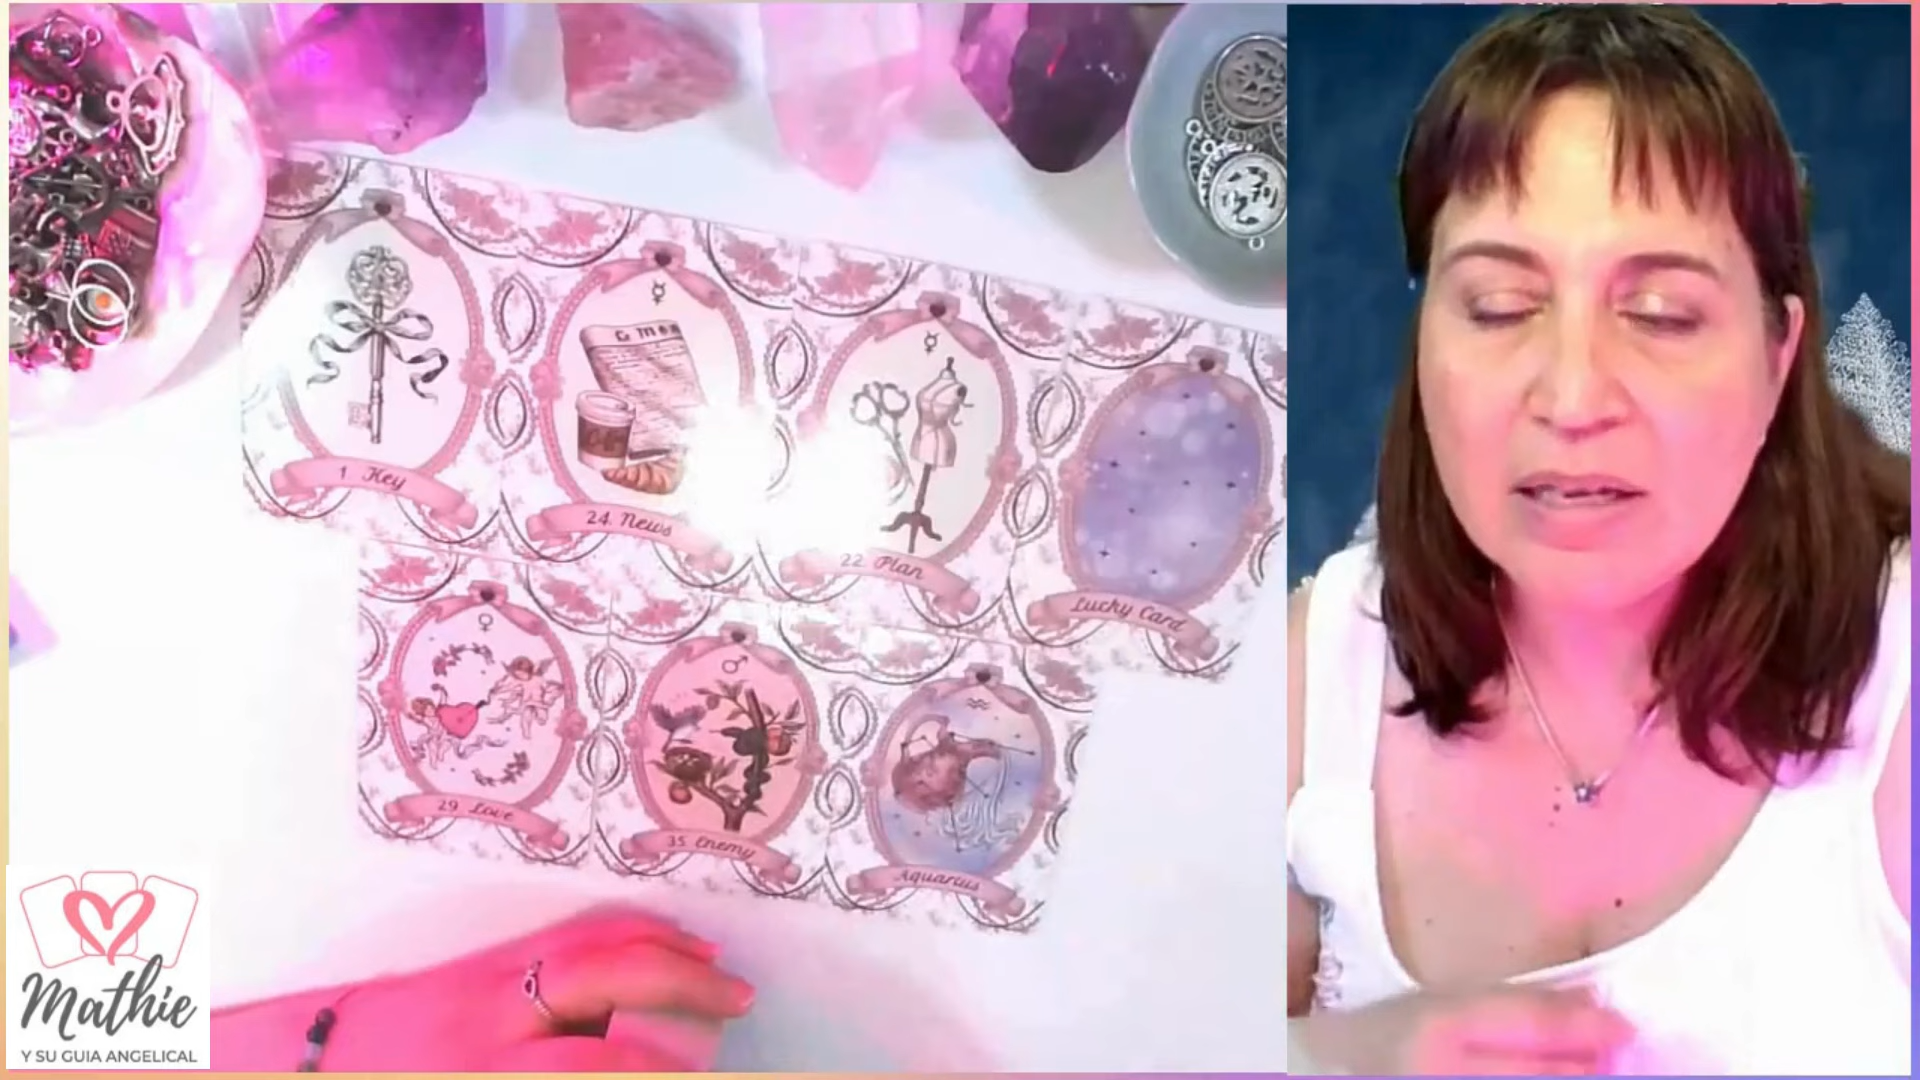 1. Key
24. News
22. Plan
Lucky Card
29. Love
35. Enemy
Aquarius
Mathie
Y SU GUIA ANGELICAL